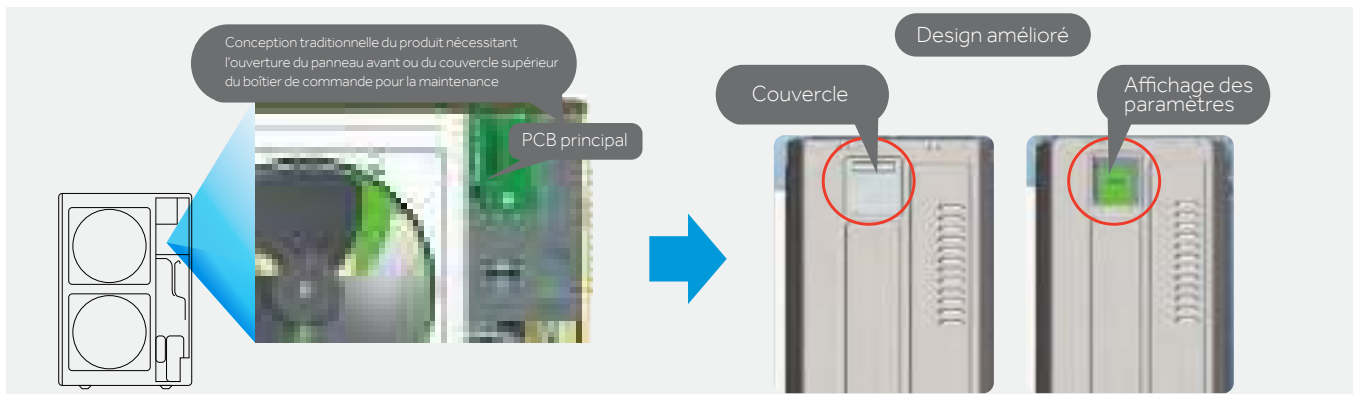 Conception traditionnelle du produit nécessitant
l'ouverture du panneau avant ou du couvercle supérieur
du boîtier de commande pour la maintenance
PCB principal
Design amélioré
Couvercle
Affichage des
paramètres